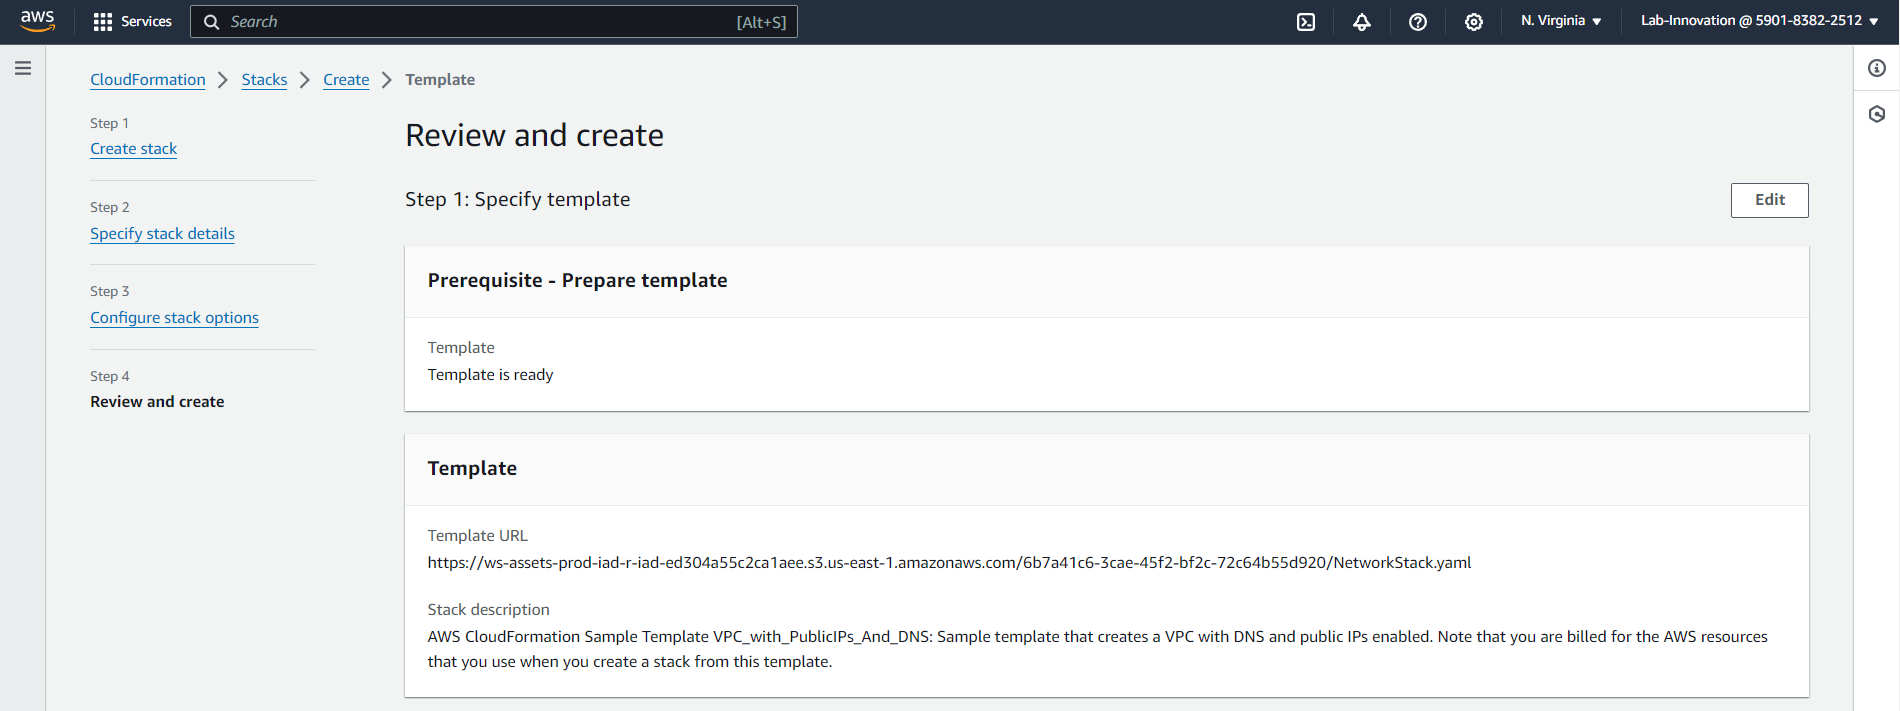 aws
Services
Search
[Alt+S]
N. Virginia
Lab-Innovation @ 5901-8382-2512
CloudFormation
Stacks
Create
Template
Step 1
Create stack
Step 2
Specify stack details
Step 3
Configure stack options
Step 4
Review and create
Review and create
Step 1: Specify template
Edit
Prerequisite - Prepare template
Template
Template is ready
Template
Template URL
https://ws-assets-prod-iad-r-iad-ed304a55c2ca1aee.s3.us-east-1.amazonaws.com/6b7a41c6-3cae-45f2-bf2c-72c64b55d920/NetworkStack.yaml
Stack description
AWS CloudFormation Sample Template VPC_with_PublicIPs_And_DNS: Sample template that creates a VPC with DNS and public IPs enabled. Note that you are billed for the AWS resources
that you use when you create a stack from this template.